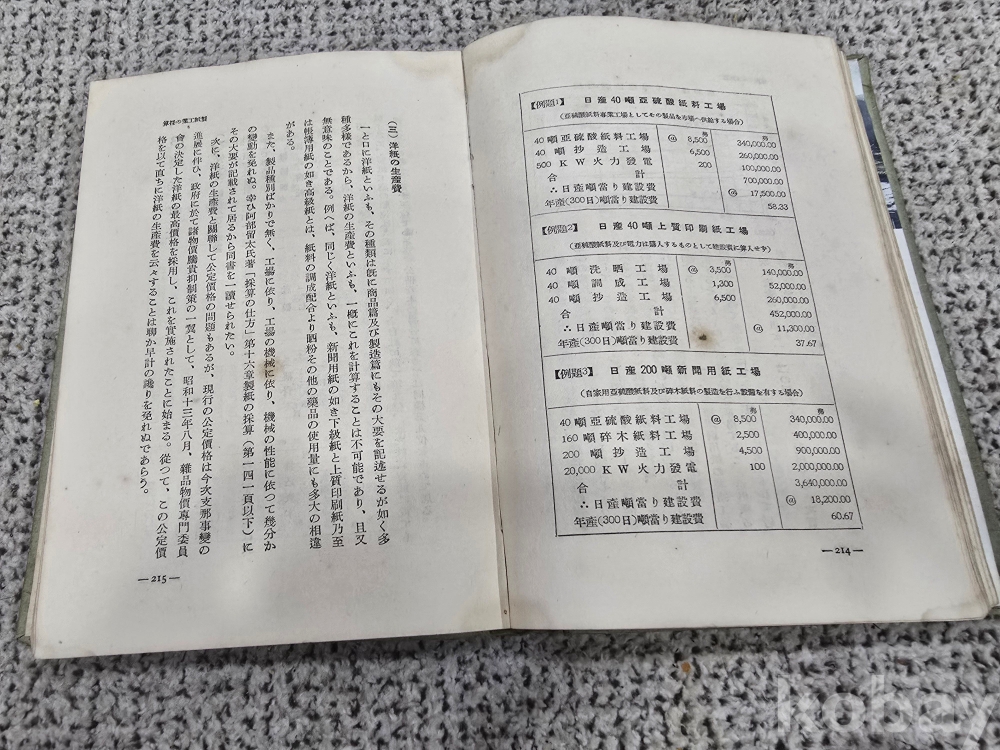 【例題1】 日産40噸亞硫酸紙料工場
(亞硫酸紙料專業工場としてその製品を市場へ供給する場合)
40噸亞硫酸紙料工場 @ 8,500 340,000.00
40噸抄造工場 6,500 260,000.00
500KW火力發電 200 100,000.00
合計 700,000.00
∴日産噸當り建設費 @ 17,500.00
年産(300日)噸當り建設費 58.33
【例題2】 日産40噸上質印刷紙工場
(亞硫酸紙料及び電力は購入するものとして建設費に算入せず)
40噸洗晒工場 @ 3,500 140,000.00
40噸調成工場 1,300 52,000.00
40噸抄造工場 6,500 260,000.00
合計 452,000.00
∴日産噸當り建設費 @ 11,300.00
年産(300日)噸當り建設費 37.67
【例題3】 日産200噸新聞用紙工場
(自家用亞硫酸紙料及び碎木紙料の製造を行ふ設備を有する場合)
40噸亞硫酸紙料工場 @ 8,500 340,000.00
160噸碎木紙料工場 2,500 400,000.00
200噸抄造工場 4,500 900,000.00
20,000KW火力發電 100 2,000,000.00
合計 3,640,000.00
∴日産噸當り建設費 @ 18,200.00
年産(300日)噸當り建設費 60.67
—214—
製紙工業の採算
(三) 洋紙の生產費
一と口に洋紙といふも、その種類は旣に商品篇及び製造篇にもその大要を記述せるが如く多
種多樣であるから、洋紙の生產費といふも、一槪にこれを計算することは不可能であり、且又
無意味のことである。例へば、同じく洋紙といふも、新聞用紙の如き下級紙と上質印刷紙乃至
は帳簿用紙の如き高級紙とは、紙料の調成配合より晒粉その他の藥品の使用量にも多大の相違
がある。
また、製品種別ばかりで無く、工場に依り、工場の機械に依り、機械の性能に依つて幾分か
の變動を免れぬ。幸ひ阿部留太氏著「採算の仕方」第十六章製紙の採算(第一四一頁以下)に
その大要が記載されて居るから同書を一讀せられたい。
次に、洋紙の生產費と關聯して公定價格の問題もあるが、現行の公定價格は今次支那事變の
進展に伴ひ、政府に於て諸物價騰貴抑制策の一翼として、昭和十三年八月、雜品物價專門委員
會の決定した洋紙の最高價格を採用し、これを實施されたことに始まる。從つて、この公定價
格を以て直ちに洋紙の生產費を云々することは聊か早計の譏りを免れぬであらう。
—215—
kobay